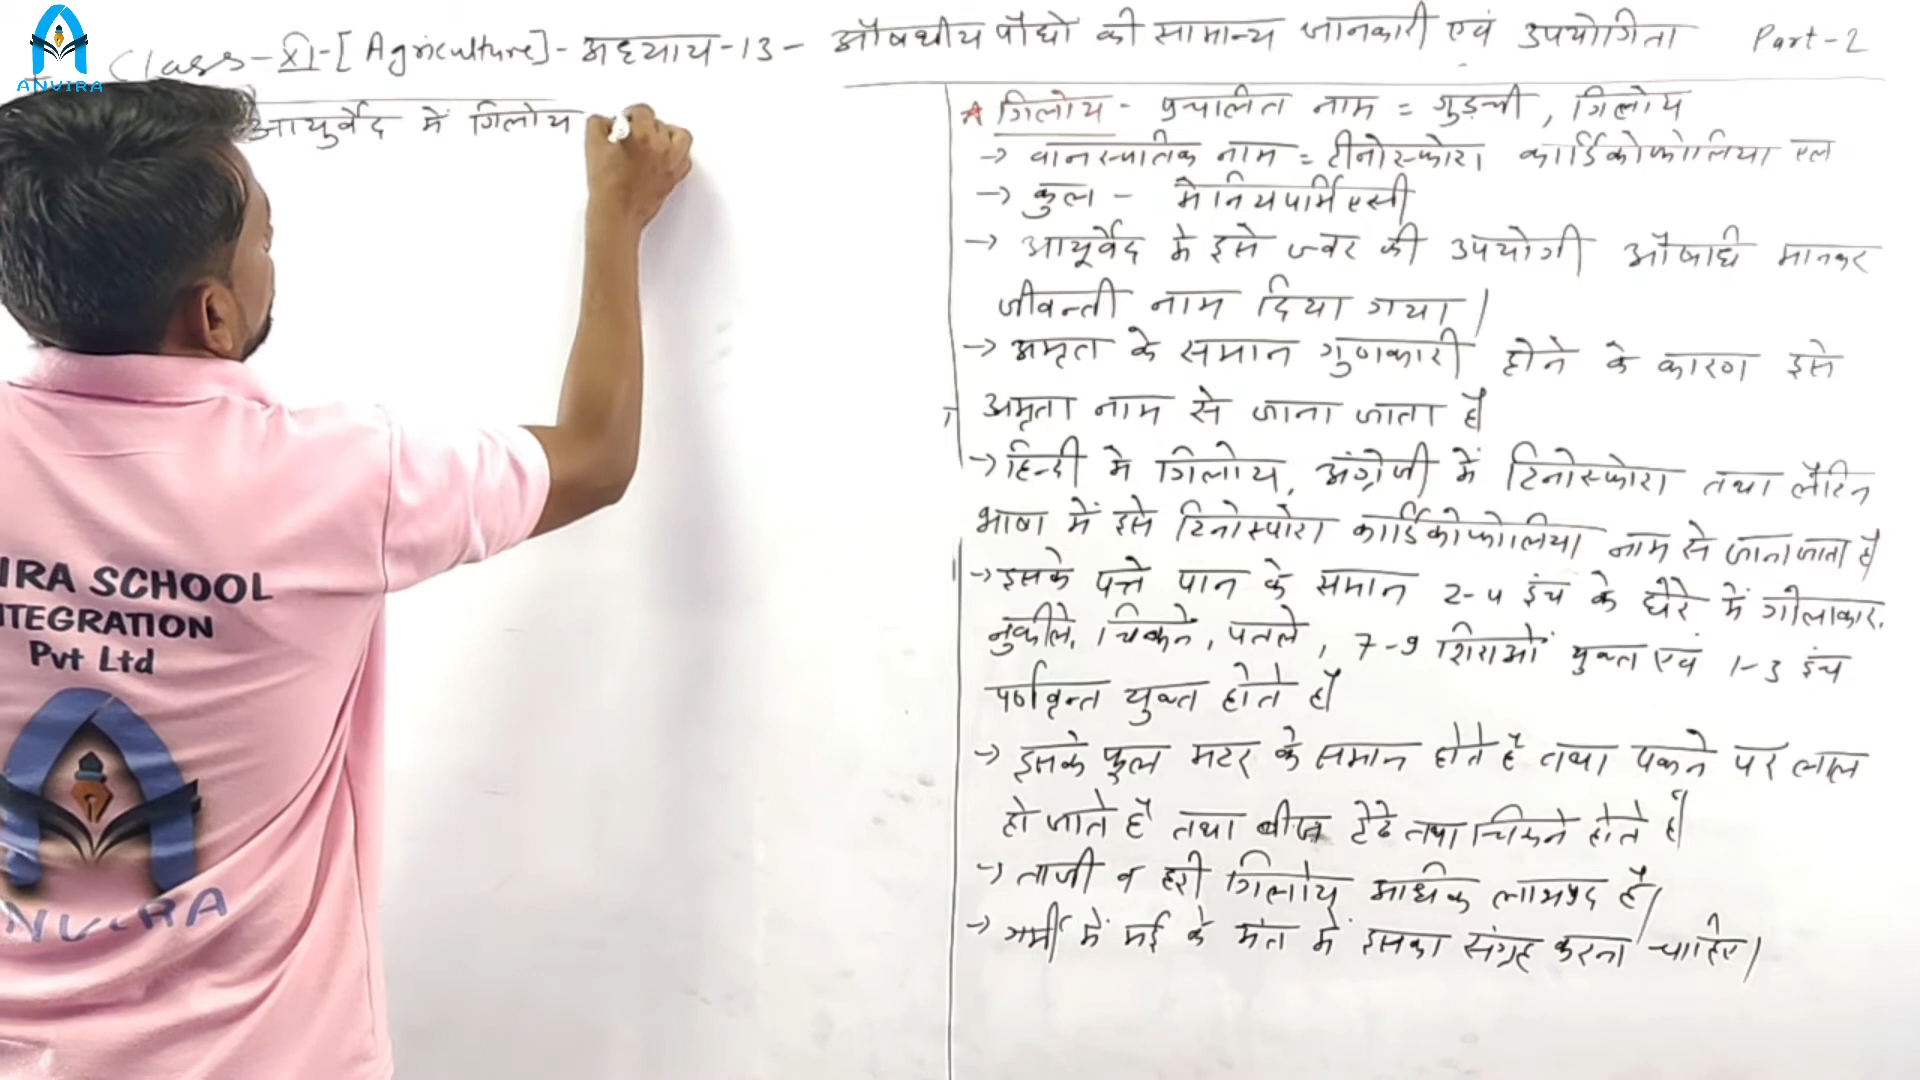 ANVIRA
Class-XI-[Agriculture]-अध्याय-13- औषधीय पौधो की सामान्य जानकारी एवं उपयोगिता Part-2
आयुर्वेद में गिलोय
IRA SCHOOL
NTEGRATION
Pvt Ltd
ANVIRA
* गिलोय - प्रचलित नाम = गुड़ची, गिलोय
→ वानस्पतिक नाम = टीनोस्फोरा कार्डिकोफोलिया एल
→ कुल - मेनियपर्मिएसी
→ आयूर्वेद मे इसे ज्वर की उपयोगी औषधि मानकर
जीवन्ती नाम दिया गया।
→ अमृता के समान गुणकारी होने के कारण इसे
अमृता नाम से जाना जाता है
→ हिन्दी मे गिलोय, अंग्रेजी में टिनोस्फोरा तथा लैटिन
भाषा में इसे टिनोस्पोरा कार्डिकोफोलिया नाम से जाना जाता है
→ इसके पत्ते पान के समान 2-4 इंच के घेरे में गोलाकार,
नुकीले, चिकने, पतले, 7-9 शिराओं युक्त एवं 1-3 इंच
पर्णवृन्त युक्त होते है
→ इसके फुल मटर के समान होते है तथा पकने पर लाल
हो जाते है तथा बीज टेढे तथा चिकने होते है
→ ताजी व हरी गिलोय अधिक लाभप्रद है।
→ गर्मी में मई के अंत में इसका संग्रह करना चाहिए।